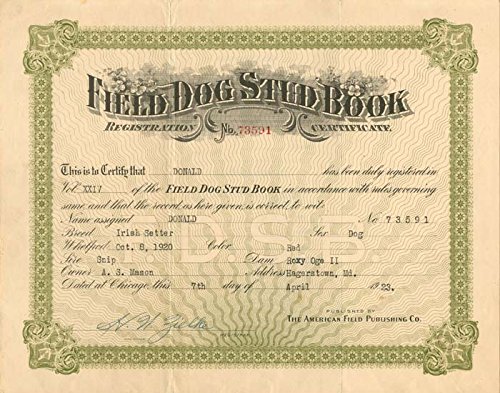 FIELD DOG STUD BOOK
REGISTRATION No. 73591 CERTIFICATE
This is to Certify that DONALD has been duly registered in
Vol. XXIV of the FIELD DOG STUD BOOK in accordance with rules governing
same and that the record, as here given, is correct, to wit:
Name assigned DONALD No 73591
Breed Irish Setter Sex Dog
Whelped Oct. 8, 1920 Color Red
Sire Snip Dam Roxy Oge II
Owner A. S. Mason Address Hagerstown, Md.
Dated at Chicago, this 7th day of April 1923.
F.D.S.B.
PUBLISHED BY
THE AMERICAN FIELD PUBLISHING CO.